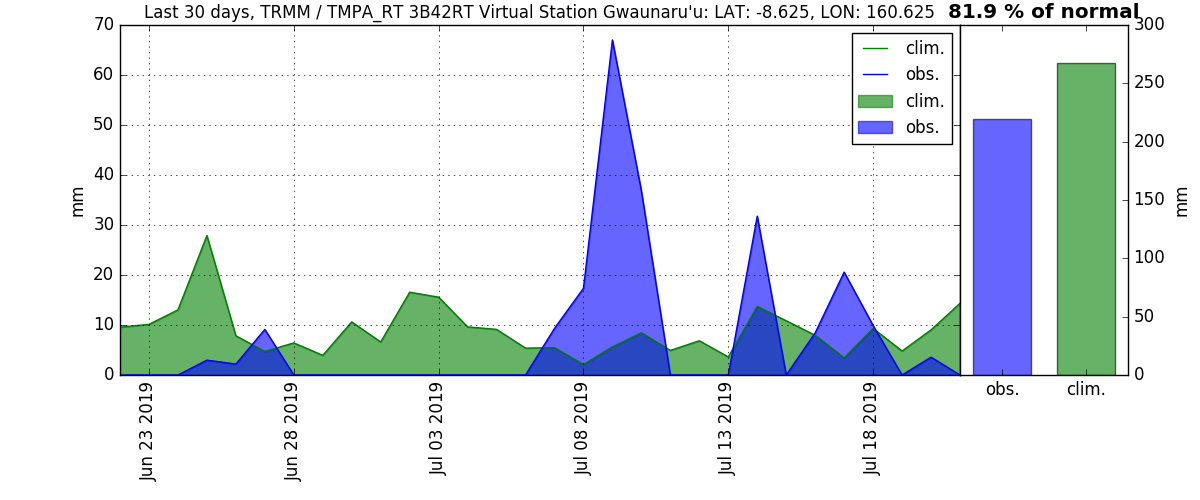 Last 30 days, TRMM / TMPA_RT 3B42RT Virtual Station Gwaunaru'u: LAT: -8.625, LON: 160.625
81.9 % of normal
mm
70
60
50
40
30
20
10
0
clim.
obs.
clim.
obs.
Jun 23 2019
Jun 28 2019
Jul 03 2019
Jul 08 2019
Jul 13 2019
Jul 18 2019
300
250
200
150
100
50
0
mm
obs.
clim.